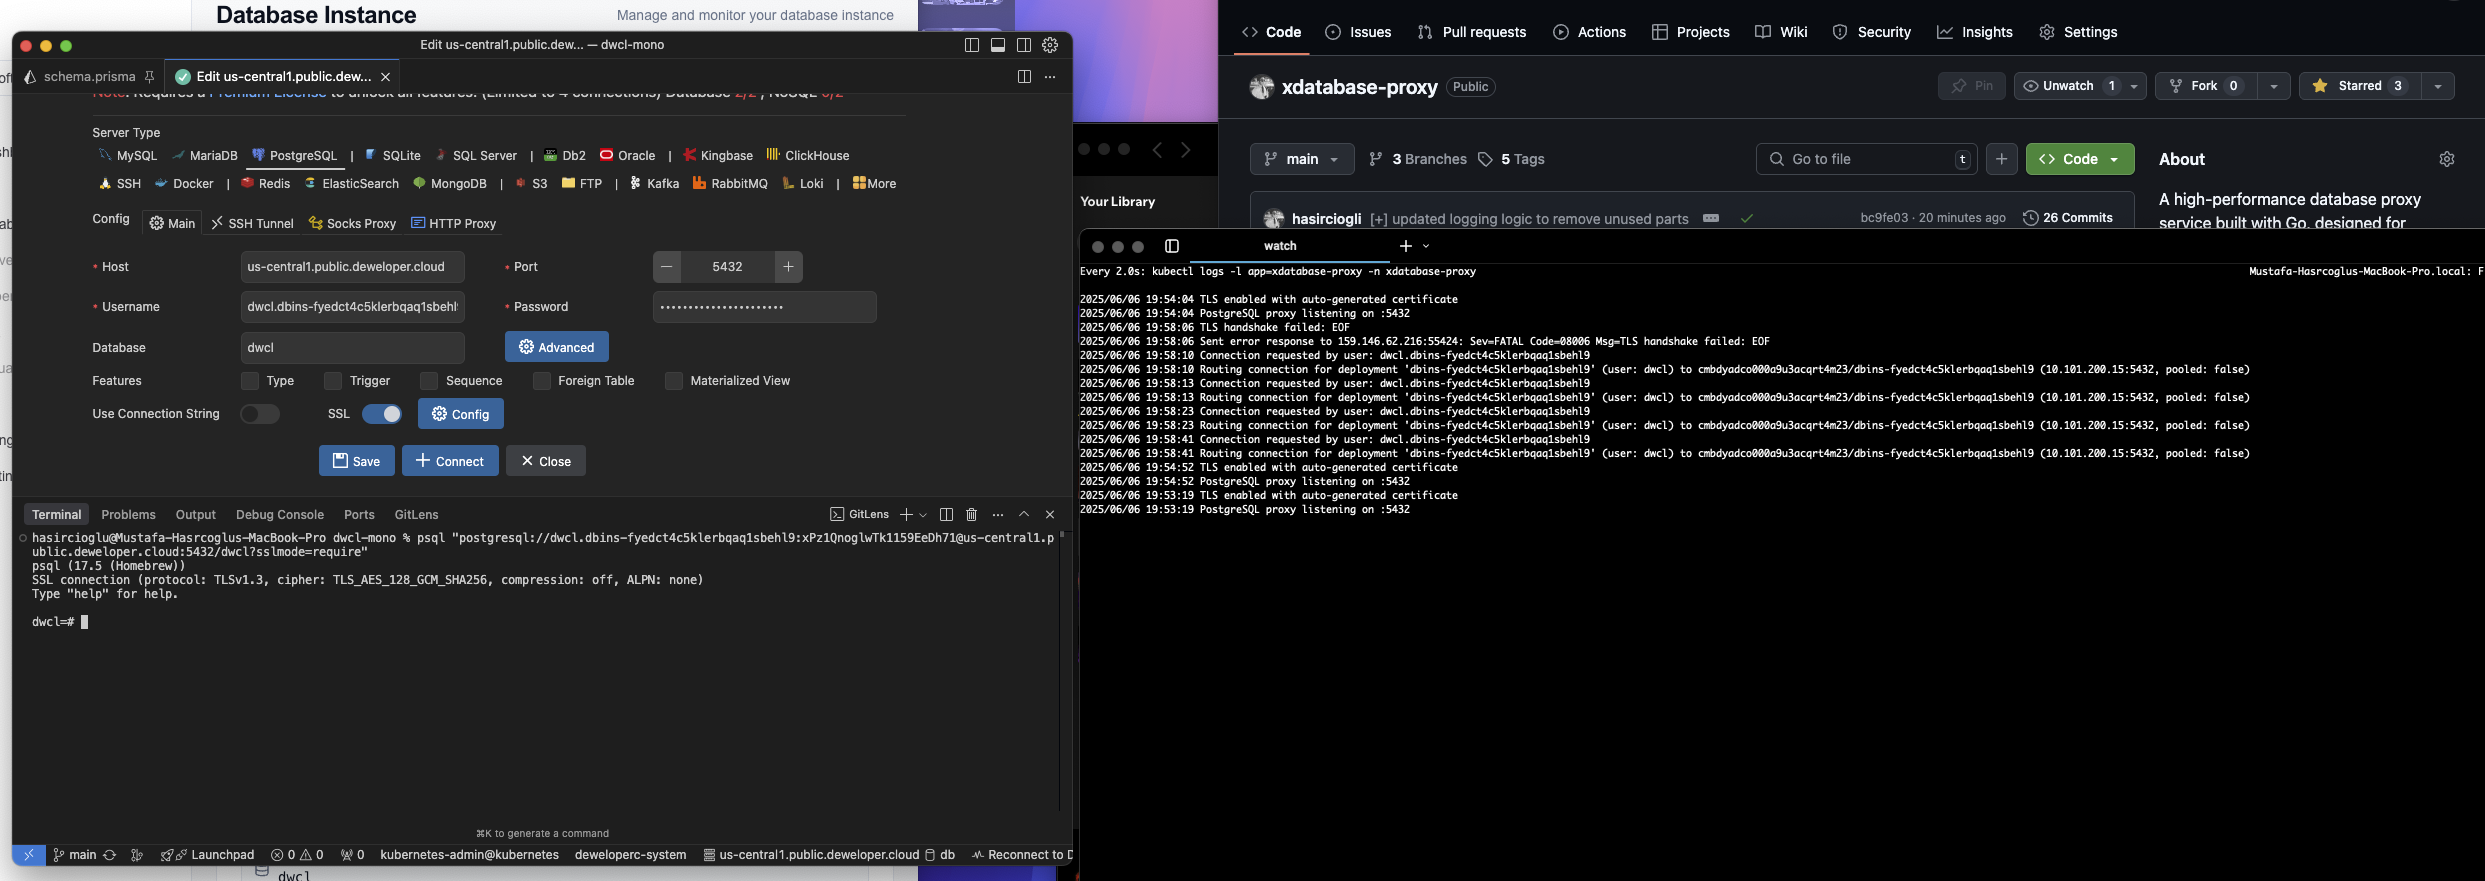 Database Instance
Manage and monitor your database instance
Edit us-central1.public.dew... — dwcl-mono
schema.prisma
Edit us-central1.public.dew...
Note: Requires a Premium License to unlock all features. (Limited to 4 connections) Database 2/2 , NoSQL 0/2
Server Type
MySQL MariaDB PostgreSQL | SQLite SQL Server | Db2 Oracle | Kingbase ClickHouse
SSH Docker | Redis ElasticSearch MongoDB | S3 FTP | Kafka RabbitMQ Loki | More
Config Main SSH Tunnel Socks Proxy HTTP Proxy
* Host us-central1.public.deweloper.cloud * Port — 5432 +
* Username dwcl.dbins-fyedct4c5klerbqaq1sbehl * Password •••••••••••••••••••••
Database dwcl Advanced
Features Type Trigger Sequence Foreign Table Materialized View
Use Connection String SSL Config
Save Connect Close
Terminal Problems Output Debug Console Ports GitLens
GitLens
hasircioglu@Mustafa-Hasrcoglus-MacBook-Pro dwcl-mono % psql "postgresql://dwcl.dbins-fyedct4c5klerbqaq1sbehl9:xPz1QnoglwTk1159EeDh71@us-central1.p
ublic.deweloper.cloud:5432/dwcl?sslmode=require"
psql (17.5 (Homebrew))
SSL connection (protocol: TLSv1.3, cipher: TLS_AES_128_GCM_SHA256, compression: off, ALPN: none)
Type "help" for help.
dwcl=#
⌘K to generate a command
main Launchpad 0 0 0 kubernetes-admin@kubernetes deweloperc-system us-central1.public.deweloper.cloud db Reconnect to D
dwcl
Code Issues Pull requests Actions Projects Wiki Security Insights Settings
xdatabase-proxy Public
Pin Unwatch 1 Fork 0 Starred 3
main 3 Branches 5 Tags Go to file t + Code
About
A high-performance database proxy
service built with Go, designed for
hasirciogli [+] updated logging logic to remove unused parts bc9fe03 · 20 minutes ago 26 Commits
Your Library
watch
Every 2.0s: kubectl logs -l app=xdatabase-proxy -n xdatabase-proxy Mustafa-Hasrcoglus-MacBook-Pro.local: F
2025/06/06 19:54:04 TLS enabled with auto-generated certificate
2025/06/06 19:54:04 PostgreSQL proxy listening on :5432
2025/06/06 19:58:06 TLS handshake failed: EOF
2025/06/06 19:58:06 Sent error response to 159.146.62.216:55424: Sev=FATAL Code=08006 Msg=TLS handshake failed: EOF
2025/06/06 19:58:10 Connection requested by user: dwcl.dbins-fyedct4c5klerbqaq1sbehl9
2025/06/06 19:58:10 Routing connection for deployment 'dbins-fyedct4c5klerbqaq1sbehl9' (user: dwcl) to cmbdyadco000a9u3acqrt4m23/dbins-fyedct4c5klerbqaq1sbehl9 (10.101.200.15:5432, pooled: false)
2025/06/06 19:58:13 Connection requested by user: dwcl.dbins-fyedct4c5klerbqaq1sbehl9
2025/06/06 19:58:13 Routing connection for deployment 'dbins-fyedct4c5klerbqaq1sbehl9' (user: dwcl) to cmbdyadco000a9u3acqrt4m23/dbins-fyedct4c5klerbqaq1sbehl9 (10.101.200.15:5432, pooled: false)
2025/06/06 19:58:23 Connection requested by user: dwcl.dbins-fyedct4c5klerbqaq1sbehl9
2025/06/06 19:58:23 Routing connection for deployment 'dbins-fyedct4c5klerbqaq1sbehl9' (user: dwcl) to cmbdyadco000a9u3acqrt4m23/dbins-fyedct4c5klerbqaq1sbehl9 (10.101.200.15:5432, pooled: false)
2025/06/06 19:58:41 Connection requested by user: dwcl.dbins-fyedct4c5klerbqaq1sbehl9
2025/06/06 19:58:41 Routing connection for deployment 'dbins-fyedct4c5klerbqaq1sbehl9' (user: dwcl) to cmbdyadco000a9u3acqrt4m23/dbins-fyedct4c5klerbqaq1sbehl9 (10.101.200.15:5432, pooled: false)
2025/06/06 19:54:52 TLS enabled with auto-generated certificate
2025/06/06 19:54:52 PostgreSQL proxy listening on :5432
2025/06/06 19:53:19 TLS enabled with auto-generated certificate
2025/06/06 19:53:19 PostgreSQL proxy listening on :5432